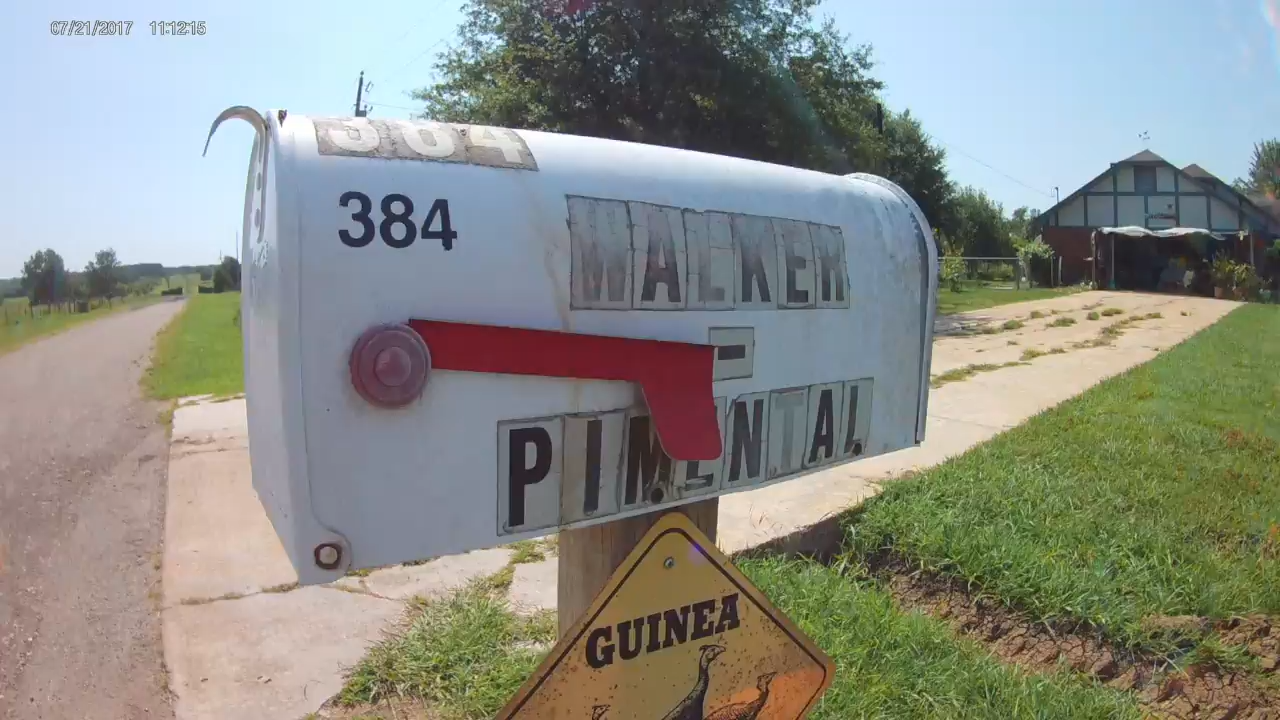 07/21/2017 11:12:15
384
384
WALKER
-
PIMENTAL
GUINEA